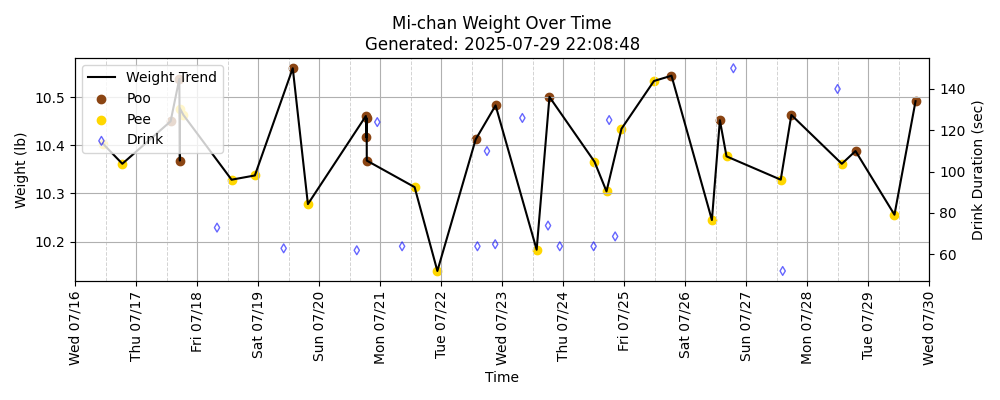 Mi-chan Weight Over Time
Generated: 2025-07-29 22:08:48
Weight Trend
Poo
Pee
Drink
Weight (lb)
10.5
10.4
10.3
10.2
140
120
100
80
60
Drink Duration (sec)
Wed 07/16
Thu 07/17
Fri 07/18
Sat 07/19
Sun 07/20
Mon 07/21
Tue 07/22
Wed 07/23
Thu 07/24
Fri 07/25
Sat 07/26
Sun 07/27
Mon 07/28
Tue 07/29
Wed 07/30
Time